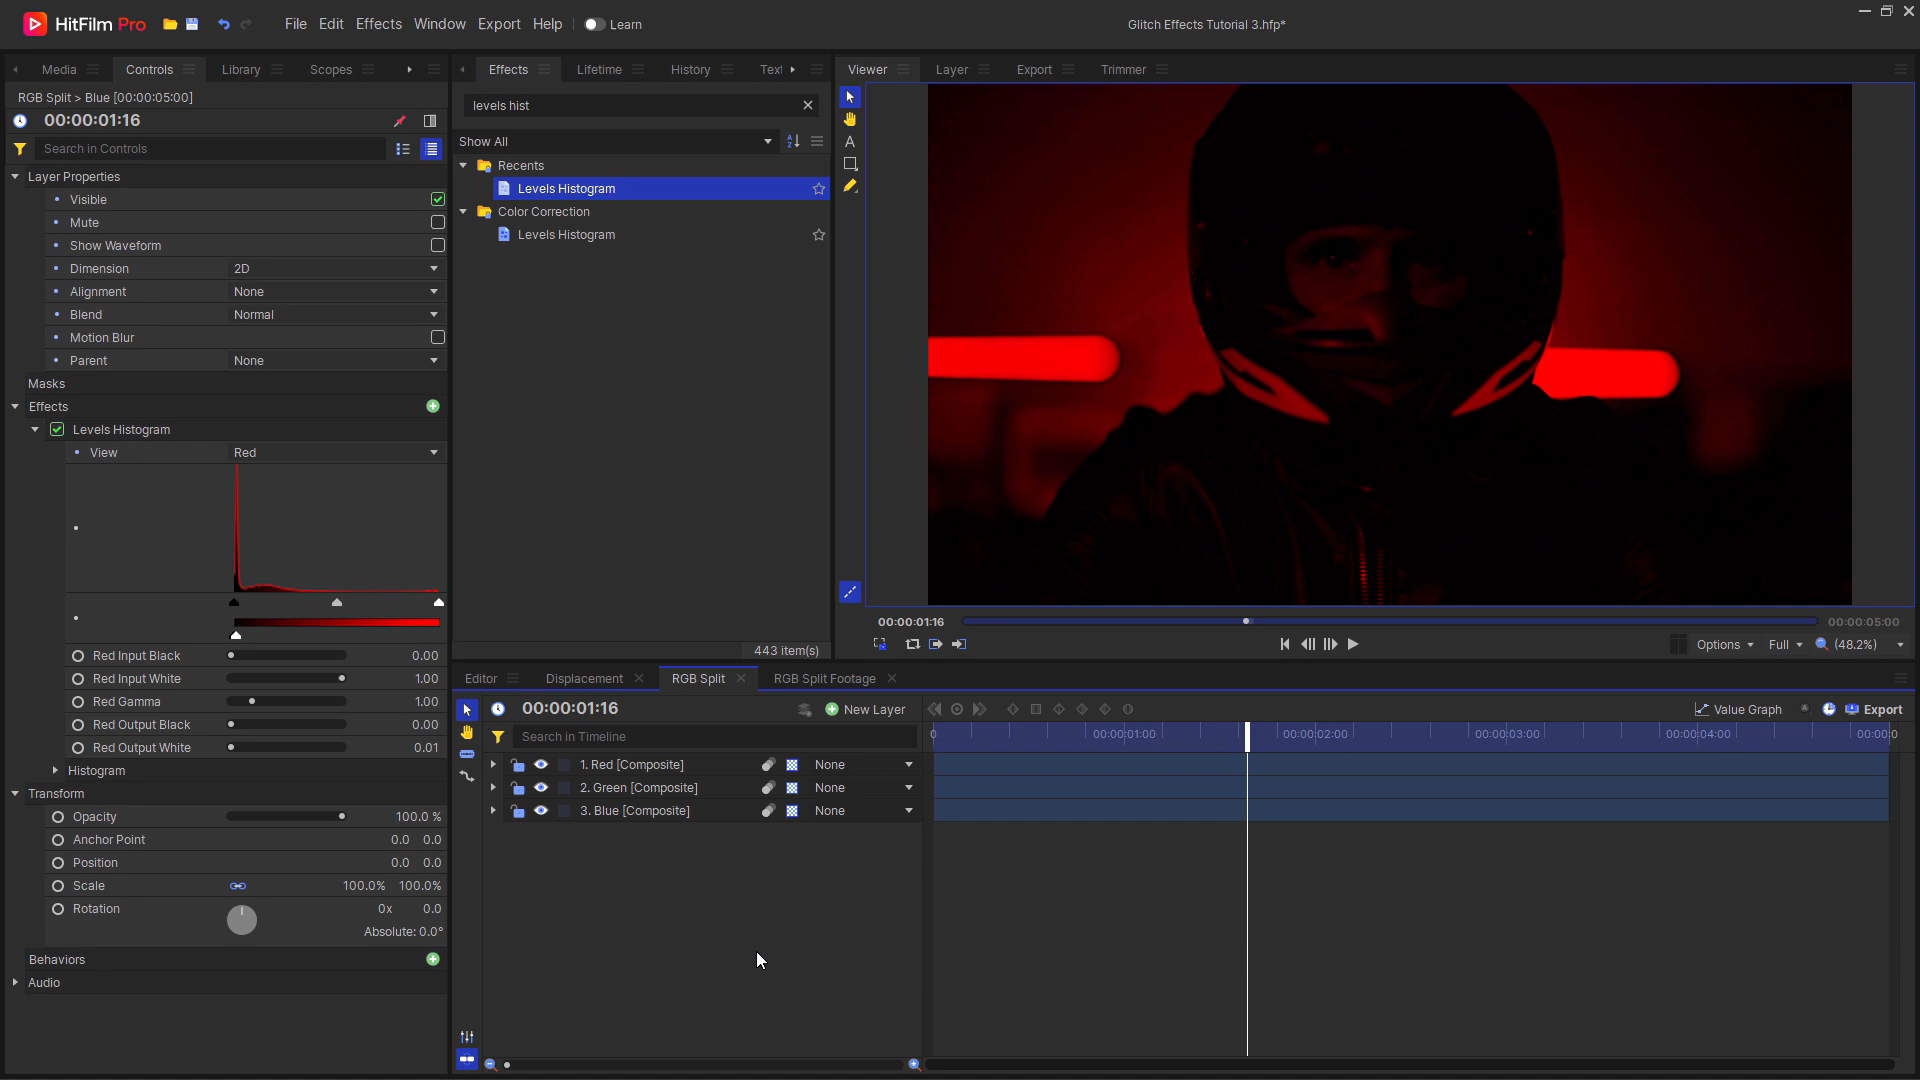 HitFilm Pro
File Edit Effects Window Export Help Learn
Glitch Effects Tutorial 3.hfp*
Media Controls Library Scopes
RGB Split > Blue [00:00:05:00]
00:00:01:16
Search in Controls
Layer Properties
Visible
Mute
Show Waveform
Dimension 2D
Alignment None
Blend Normal
Motion Blur
Parent None
Masks
Effects
Levels Histogram
View Red
Red Input Black 0.00
Red Input White 1.00
Red Gamma 1.00
Red Output Black 0.00
Red Output White 0.01
Histogram
Transform
Opacity 100.0 %
Anchor Point 0.0 0.0
Position 0.0 0.0
Scale 100.0% 100.0%
Rotation 0x 0.0
Absolute: 0.0°
Behaviors
Audio
Effects Lifetime History Text
levels hist
Show All
Recents
Levels Histogram
Color Correction
Levels Histogram
443 item(s)
Viewer Layer Export Trimmer
A
00:00:01:16 00:00:05:00
Options Full (48.2%)
Editor Displacement RGB Split RGB Split Footage
00:00:01:16 New Layer Value Graph Export
Search in Timeline
0 00:00:01:00 00:00:02:00 00:00:03:00 00:00:04:00 00:00:0
1. Red [Composite] None
2. Green [Composite] None
3. Blue [Composite] None